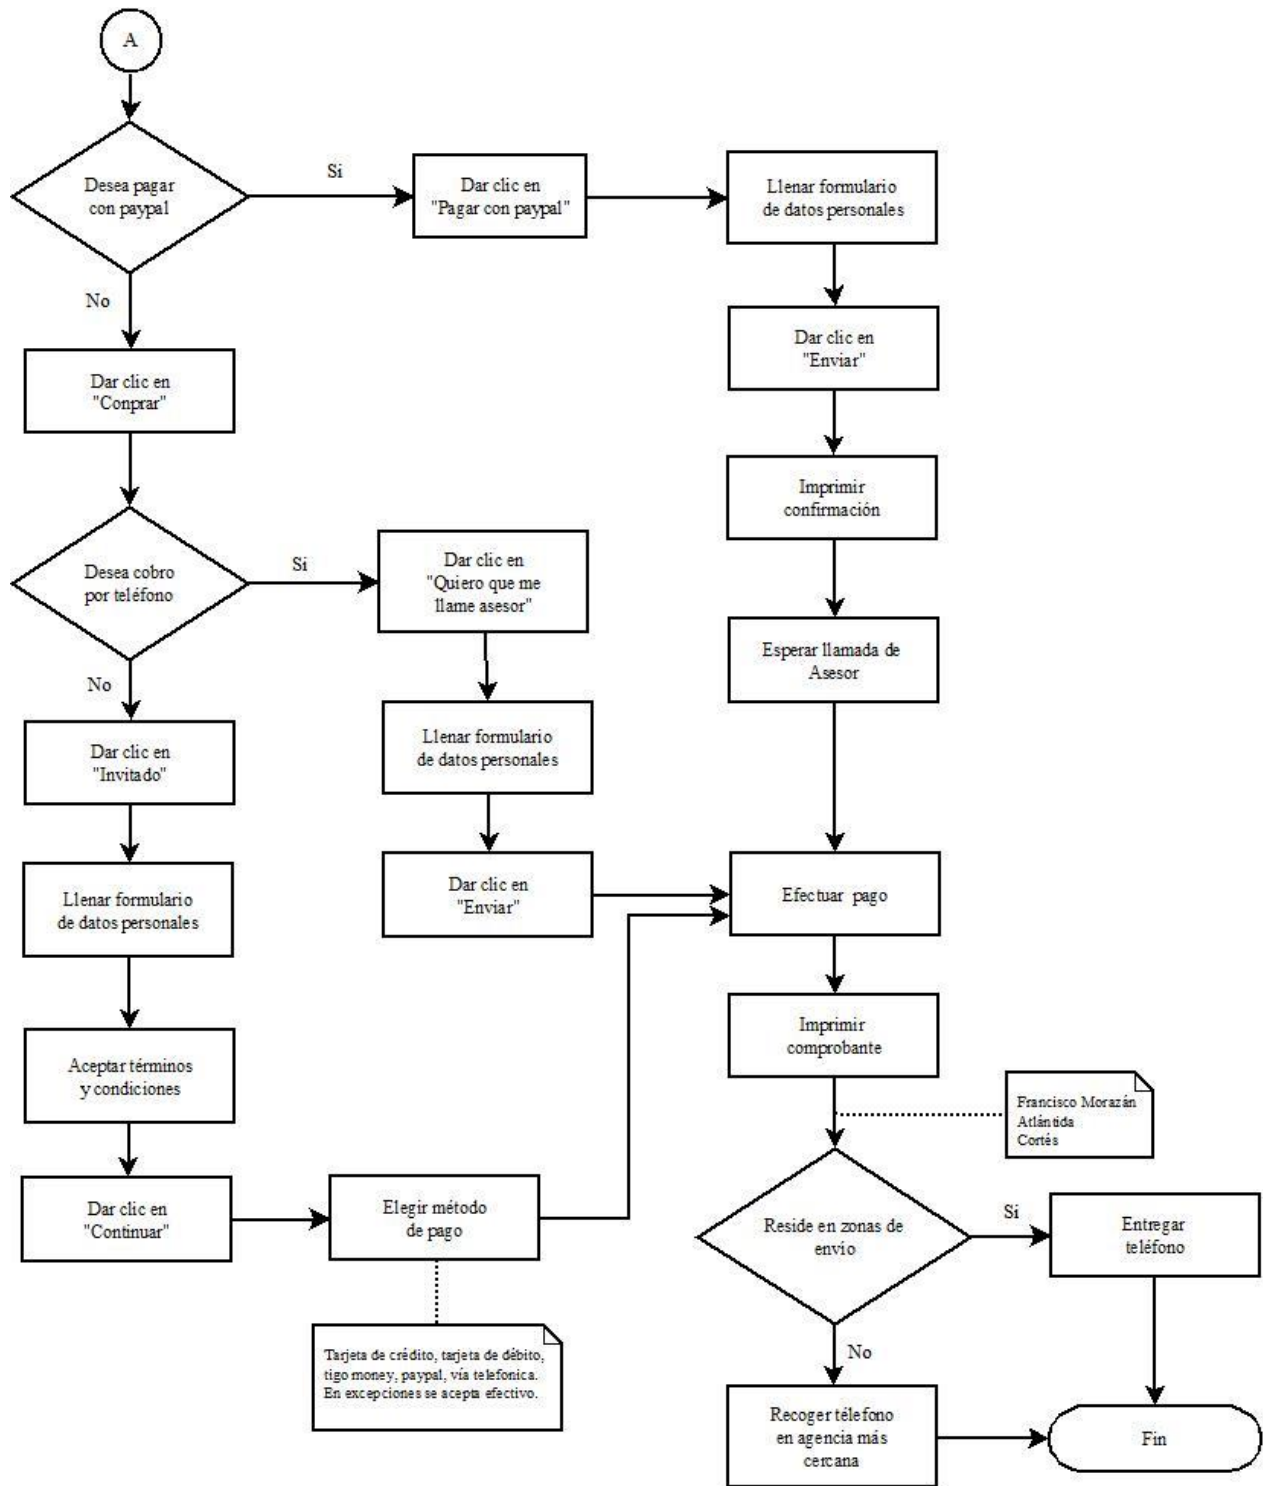 A
Desea pagar
con paypal
Si
Dar clic en
"Pagar con paypal"
Llenar formulario
de datos personales
No
Dar clic en
"Enviar"
Dar clic en
"Conprar"
Imprimir
confirmación
Desea cobro
por teléfono
Si
Dar clic en
"Quiero que me
llame asesor"
Esperar llamada de
Asesor
No
Dar clic en
"Invitado"
Llenar formulario
de datos personales
Llenar formulario
de datos personales
Dar clic en
"Enviar"
Efectuar pago
Imprimir
comprobante
Aceptar términos
y condiciones
Francisco Morazán
Atlántida
Cortés
Dar clic en
"Continuar"
Elegir método
de pago
Reside en zonas de
envío
Si
Entregar
teléfono
Tarjeta de crédito, tarjeta de débito,
tigo money, paypal, vía telefonica.
En excepciones se acepta efectivo.
No
Recoger télefono
en agencia más
cercana
Fin